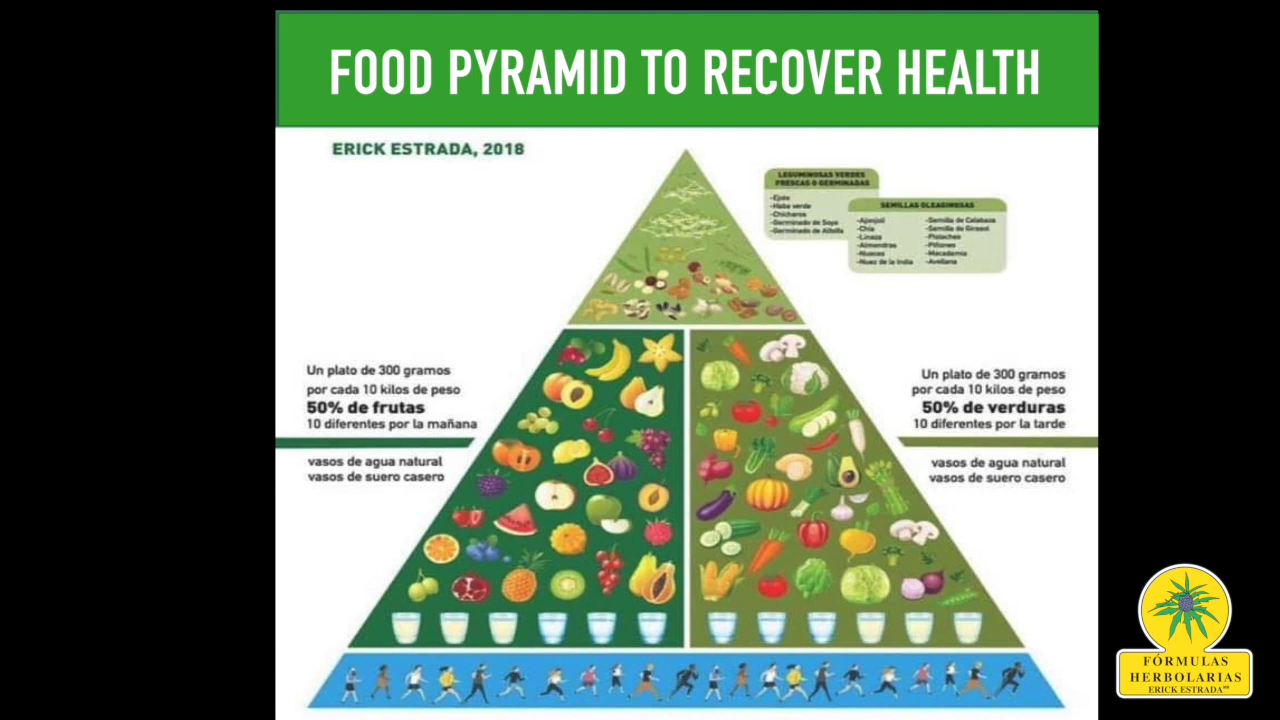 FOOD PYRAMID TO RECOVER HEALTH
ERICK ESTRADA, 2018
LEGUMINOSAS VERDES
FRESCAS O GERMINADAS
-Ejote
-Haba verde
-Chícharos
-Germinado de Soya
-Germinado de Alfalfa
SEMILLAS OLEAGINOSAS
-Ajonjolí
-Chía
-Linaza
-Almendras
-Nueces
-Nuez de la India
-Semilla de Calabaza
-Semilla de Girasol
-Pistaches
-Piñones
-Macadamia
-Avellana
Un plato de 300 gramos
por cada 10 kilos de peso
50% de frutas
10 diferentes por la mañana
vasos de agua natural
vasos de suero casero
Un plato de 300 gramos
por cada 10 kilos de peso
50% de verduras
10 diferentes por la tarde
vasos de agua natural
vasos de suero casero
FÓRMULAS
HERBOLARIAS
ERICK ESTRADA